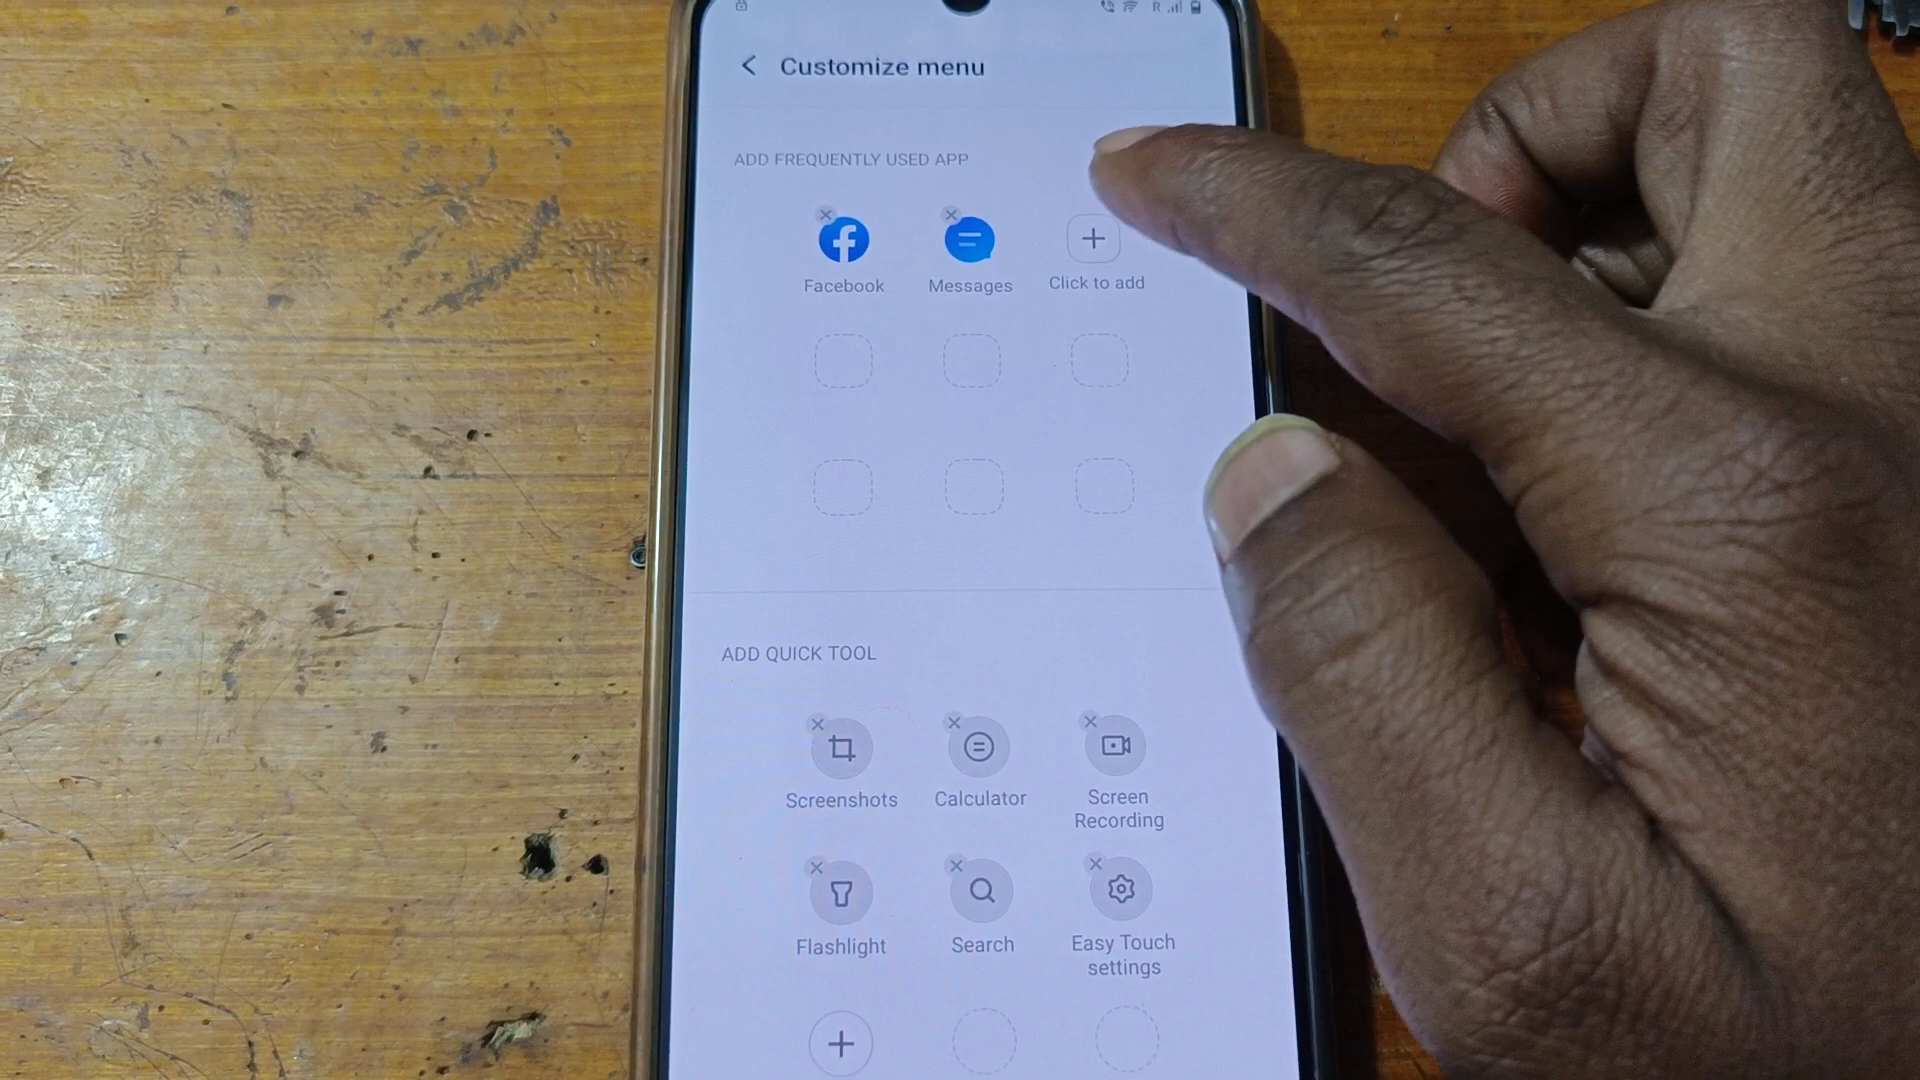 R
Customize menu
ADD FREQUENTLY USED APP
Facebook Messages Click to add
ADD QUICK TOOL
Screenshots Calculator Screen
Recording
Flashlight Search Easy Touch
settings